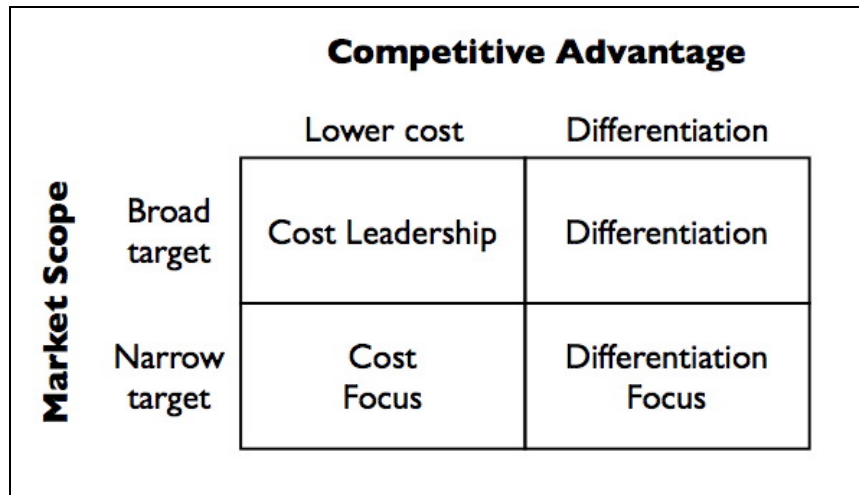 Competitive Advantage
Lower cost
Differentiation
Market Scope
Broad
target
Cost Leadership
Differentiation
Narrow
target
Cost
Focus
Differentiation
Focus